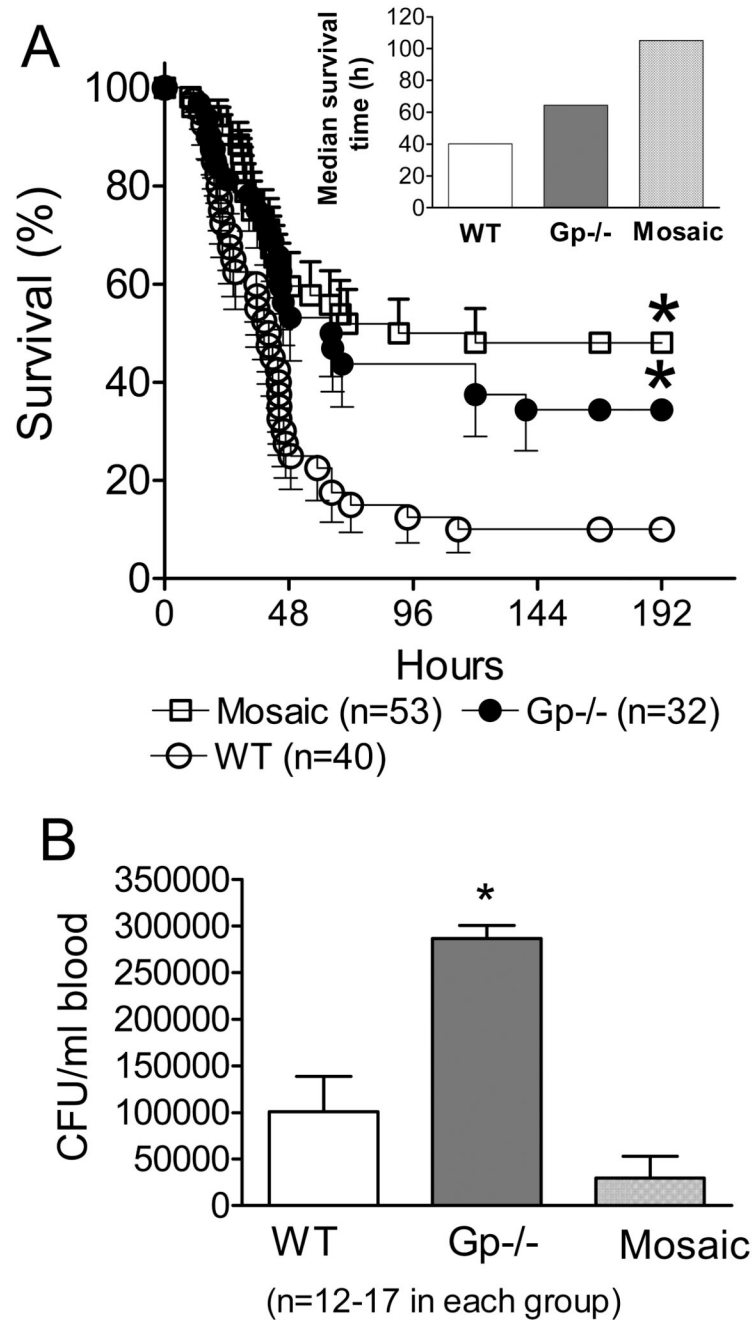 A
Survival (%)
100
80
60
40
20
0
0 48 96 144 192
Hours
Median survival
time (h)
120
100
80
60
40
20
0
WT Gp-/- Mosaic
*
*
Mosaic (n=53) Gp-/- (n=32)
WT (n=40)
B
CFU/ml blood
350000
300000
250000
200000
150000
100000
50000
0
*
WT Gp-/- Mosaic
(n=12-17 in each group)